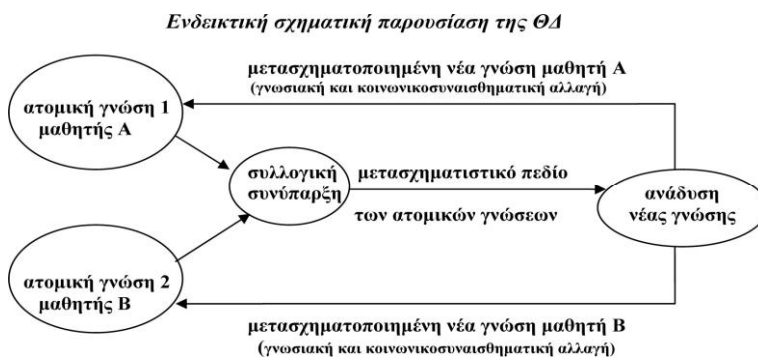 Ενδεικτική σχηματική παρουσίαση της ΘΔ
μετασχηματοποιημένη νέα γνώση μαθητή Α
(γνωσιακή και κοινωνικοσυναισθηματική αλλαγή)
ατομική γνώση 1
μαθητής Α
συλλογική
συνύπαρξη
μετασχηματιστικό πεδίο
των ατομικών γνώσεων
ανάδυση
νέας γνώσης
ατομική γνώση 2
μαθητής Β
μετασχηματοποιημένη νέα γνώση μαθητή Β
(γνωσιακή και κοινωνικοσυναισθηματική αλλαγή)